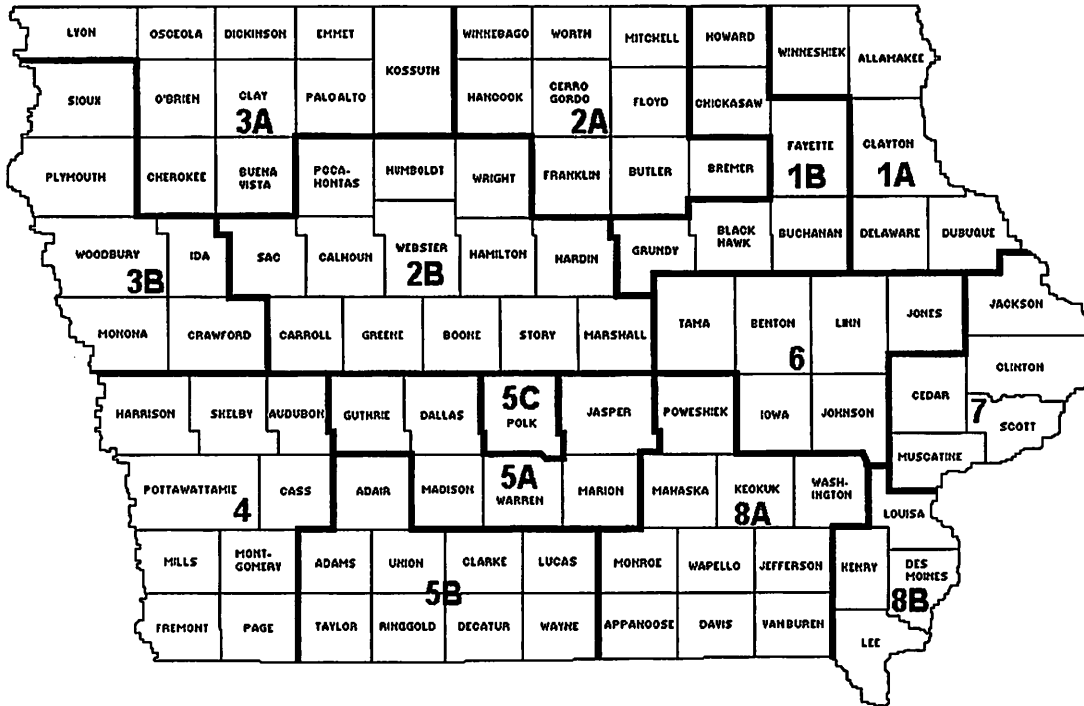 LYON
OSCEOLA
DICKINSON
EMMET
KOSSUTH
WINNEBAGO
WORTH
MITCHELL
HOWARD
WINNESHIEK
ALLAMAKEE
SIOUX
O'BRIEN
CLAY
3A
PALO ALTO
HANCOOK
CERRO
GORDO
2A
FLOYD
CHICKASAW
FAYETTE
1B
CLAYTON
1A
PLYMOUTH
CHEROKEE
BUENA
VISTA
POCA-
HONTAS
HUMBOLDT
WRIGHT
FRANKLIN
BUTLER
BREMER
WOODBURY
3B
IDA
SAC
CALHOUN
WEBSTER
2B
HAMILTON
HARDIN
GRUNDY
BLACK
HAWK
BUCHANAN
DELAWARE
DUBUQUE
MONONA
CRAWFORD
CARROLL
GREENE
BOONE
STORY
MARSHALL
TAMA
BENTON
6
LINN
JONES
JACKSON
CLINTON
HARRISON
SHELBY
AUDUBON
GUTHRIE
DALLAS
5C
POLK
JASPER
POWESHIEK
IOWA
JOHNSON
CEDAR
7
SCOTT
MUSCATINE
POTTAWATTAMIE
4
CASS
ADAIR
MADISON
5A
WARREN
MARION
MAHASKA
KEOKUK
8A
WASH-
INGTON
LOUISA
MILLS
MONT-
GOMERY
ADAMS
UNION
CLARKE
LUCAS
5B
MONROE
WAPELLO
JEFFERSON
HENRY
DES
MOINES
8B
FREMONT
PAGE
TAYLOR
RINGGOLD
DECATUR
WAYNE
APPANOOSE
DAVIS
VAN BUREN
LEE